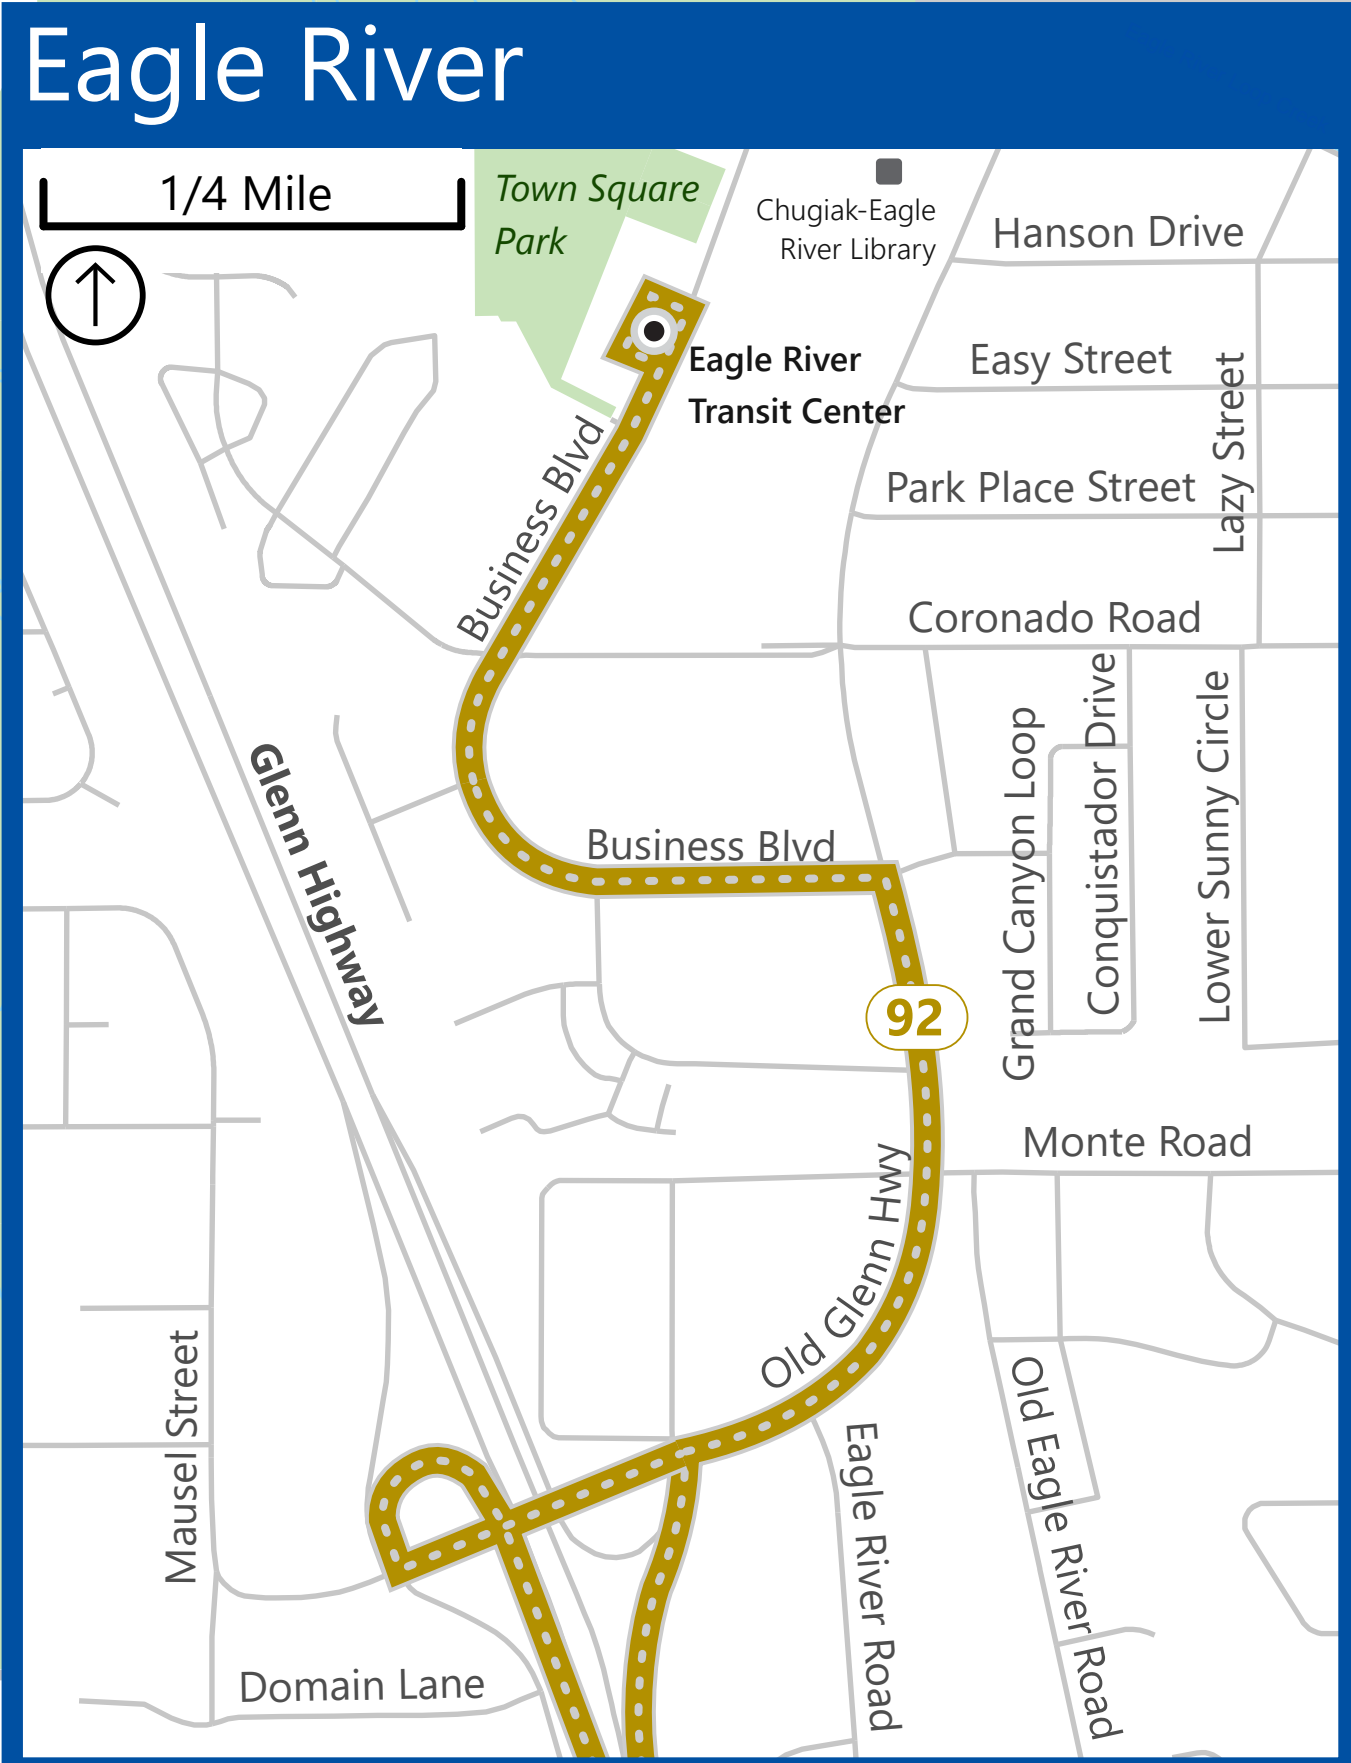 Eagle River
1/4 Mile
Town Square
Park
Chugiak-Eagle
River Library
Hanson Drive
Eagle River
Transit Center
Easy Street
Lazy Street
Park Place Street
Business Blvd
Coronado Road
Glenn Highway
Business Blvd
Grand Canyon Loop
Conquistador Drive
Lower Sunny Circle
92
Monte Road
Old Glenn Hwy
Mausel Street
Eagle River Road
Old Eagle River Road
Domain Lane